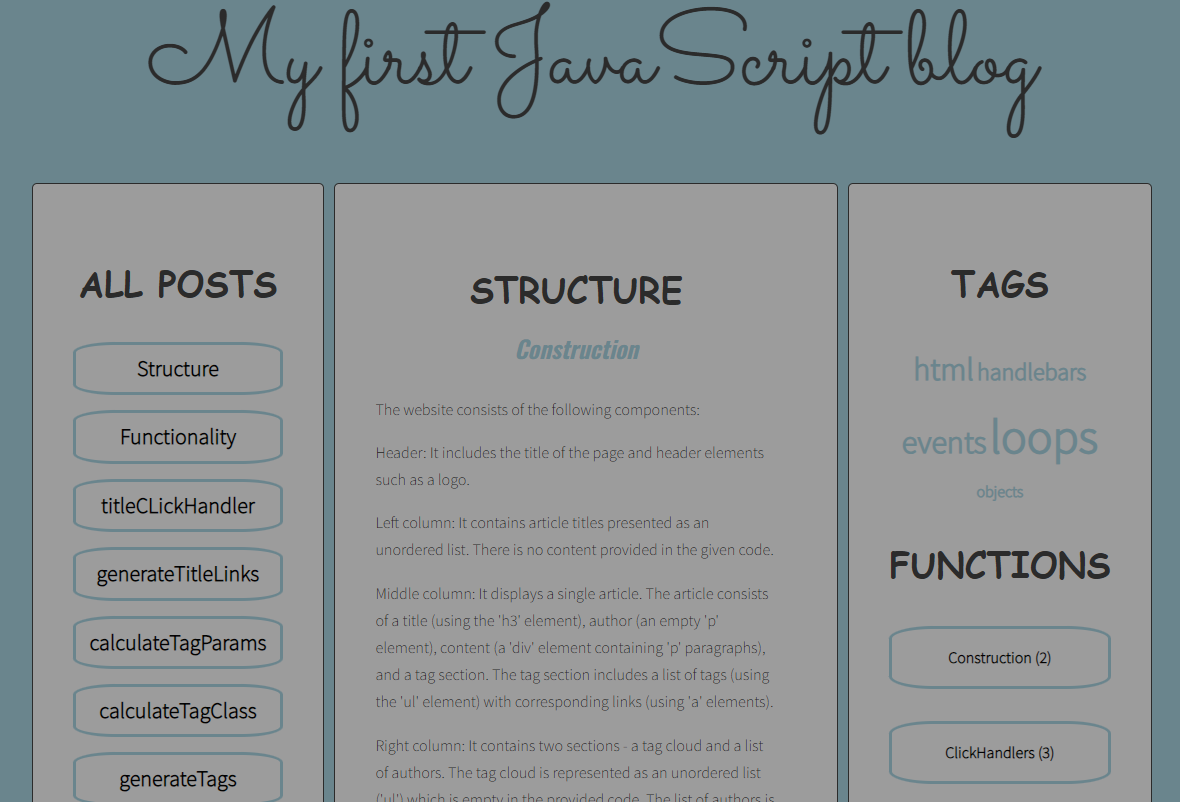 My first JavaScript blog
ALL POSTS
Structure
Functionality
titleCLickHandler
generateTitleLinks
calculateTagParams
calculateTagClass
generateTags
STRUCTURE
Construction
The website consists of the following components:
Header: It includes the title of the page and header elements
such as a logo.
Left column: It contains article titles presented as an
unordered list. There is no content provided in the given code.
Middle column: It displays a single article. The article consists
of a title (using the 'h3' element), author (an empty 'p'
element), content (a 'div' element containing 'p' paragraphs),
and a tag section. The tag section includes a list of tags (using
the 'ul' element) with corresponding links (using 'a' elements).
Right column: It contains two sections - a tag cloud and a list
of authors. The tag cloud is represented as an unordered list
('ul') which is empty in the provided code. The list of authors is
TAGS
html handlebars
events loops
objects
FUNCTIONS
Construction (2)
ClickHandlers (3)